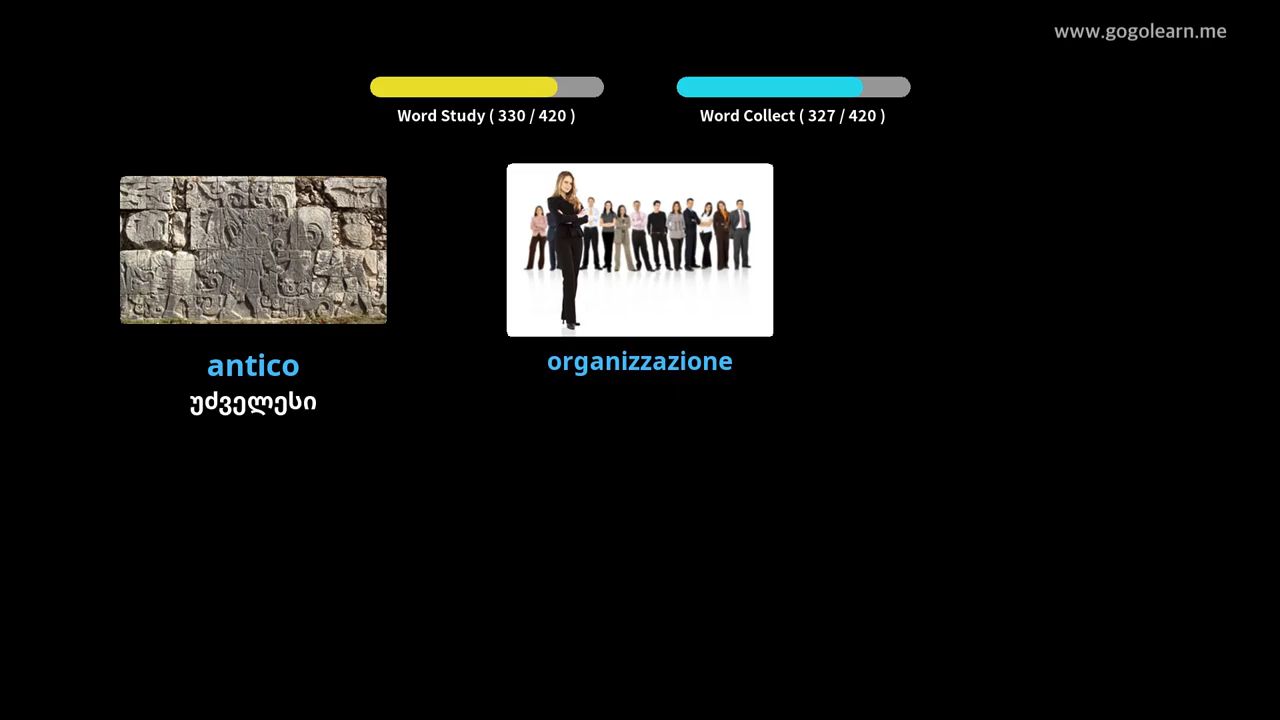 www.gogolearn.me
Word Study ( 330 / 420 )
Word Collect ( 327 / 420 )
antico
უძველესი
organizzazione